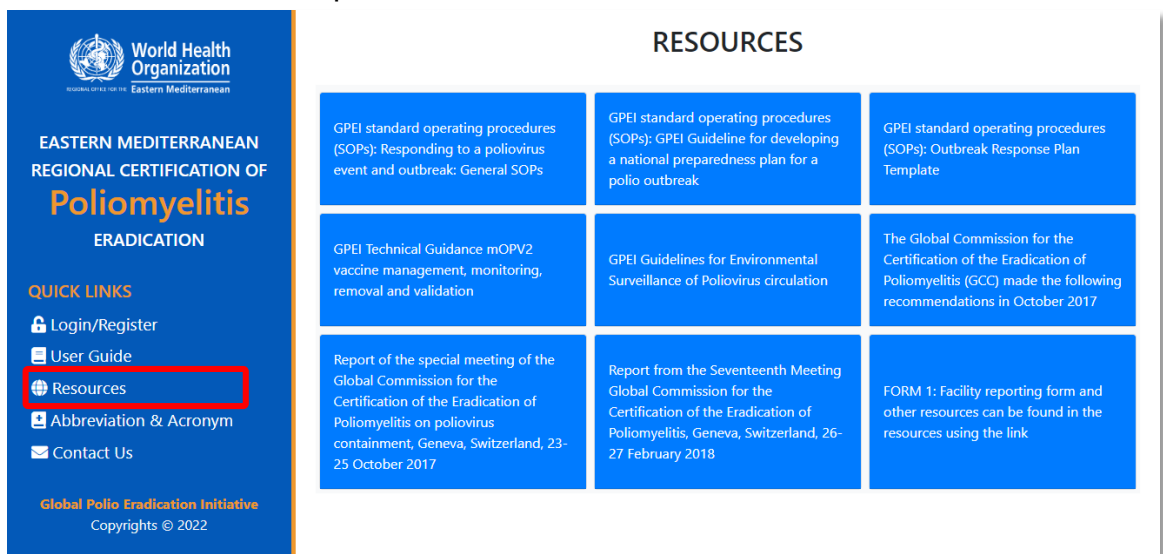 World Health
Organization
REGIONAL OFFICE FOR THE Eastern Mediterranean
EASTERN MEDITERRANEAN
REGIONAL CERTIFICATION OF
Poliomyelitis
ERADICATION
QUICK LINKS
Login/Register
User Guide
Resources
Abbreviation & Acronym
Contact Us
Global Polio Eradication Initiative
Copyrights © 2022
RESOURCES
GPEI standard operating procedures
(SOPs): Responding to a poliovirus
event and outbreak: General SOPs
GPEI standard operating procedures
(SOPs): GPEI Guideline for developing
a national preparedness plan for a
polio outbreak
GPEI standard operating procedures
(SOPs): Outbreak Response Plan
Template
GPEI Technical Guidance mOPV2
vaccine management, monitoring,
removal and validation
GPEI Guidelines for Environmental
Surveillance of Poliovirus circulation
The Global Commission for the
Certification of the Eradication of
Poliomyelitis (GCC) made the following
recommendations in October 2017
Report of the special meeting of the
Global Commission for the
Certification of the Eradication of
Poliomyelitis on poliovirus
containment, Geneva, Switzerland, 23-
25 October 2017
Report from the Seventeenth Meeting
Global Commission for the
Certification of the Eradication of
Poliomyelitis, Geneva, Switzerland, 26-
27 February 2018
FORM 1: Facility reporting form and
other resources can be found in the
resources using the link